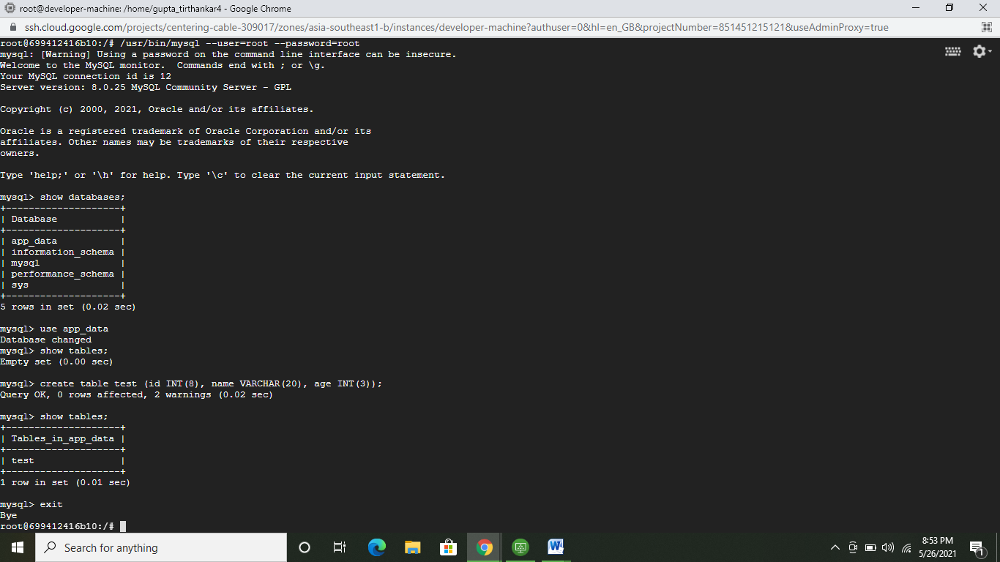 root@developer-machine: /home/gupta_tirthankar4 - Google Chrome
ssh.cloud.google.com/projects/centering-cable-309017/zones/asia-southeast1-b/instances/developer-machine?authuser=0&hl=en_GB&projectNumber=851451215121&useAdminProxy=true
root@699412416b10:/# /usr/bin/mysql --user=root --password=root
mysql: [Warning] Using a password on the command line interface can be insecure.
Welcome to the MySQL monitor.  Commands end with ; or \g.
Your MySQL connection id is 12
Server version: 8.0.25 MySQL Community Server - GPL

Copyright (c) 2000, 2021, Oracle and/or its affiliates.

Oracle is a registered trademark of Oracle Corporation and/or its
affiliates. Other names may be trademarks of their respective
owners.

Type 'help;' or '\h' for help. Type '\c' to clear the current input statement.

mysql> show databases;
+--------------------+
| Database           |
+--------------------+
| app_data           |
| information_schema |
| mysql              |
| performance_schema |
| sys                |
+--------------------+
5 rows in set (0.02 sec)

mysql> use app_data
Database changed
mysql> show tables;
Empty set (0.00 sec)

mysql> create table test (id INT(8), name VARCHAR(20), age INT(3));
Query OK, 0 rows affected, 2 warnings (0.02 sec)

mysql> show tables;
+--------------------+
| Tables_in_app_data |
+--------------------+
| test               |
+--------------------+
1 row in set (0.01 sec)

mysql> exit
Bye
root@699412416b10:/#
Search for anything
8:53 PM
5/26/2021
1